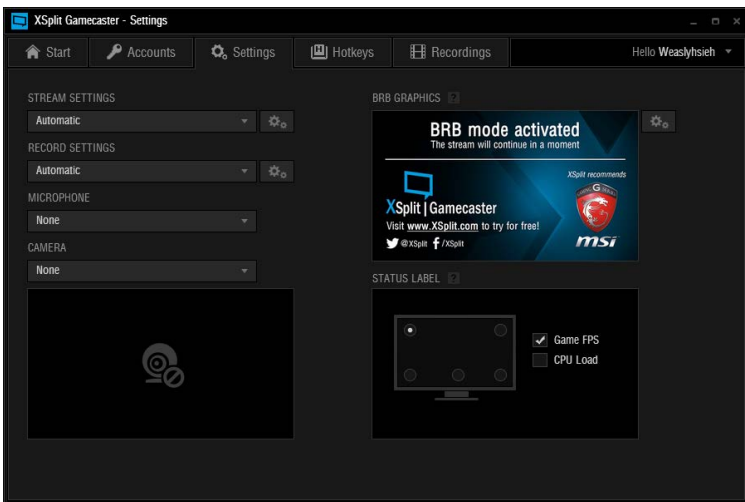 XSplit Gamecaster - Settings
Start
Accounts
Settings
Hotkeys
Recordings
Hello Weaslyhsieh
STREAM SETTINGS
Automatic
RECORD SETTINGS
Automatic
MICROPHONE
None
CAMERA
None
BRB GRAPHICS ?
BRB mode activated
The stream will continue in a moment
XSplit | Gamecaster
Visit www.XSplit.com to try for free!
@XSplit f /XSplit
XSplit recommends
msi
STATUS LABEL ?
Game FPS
CPU Load